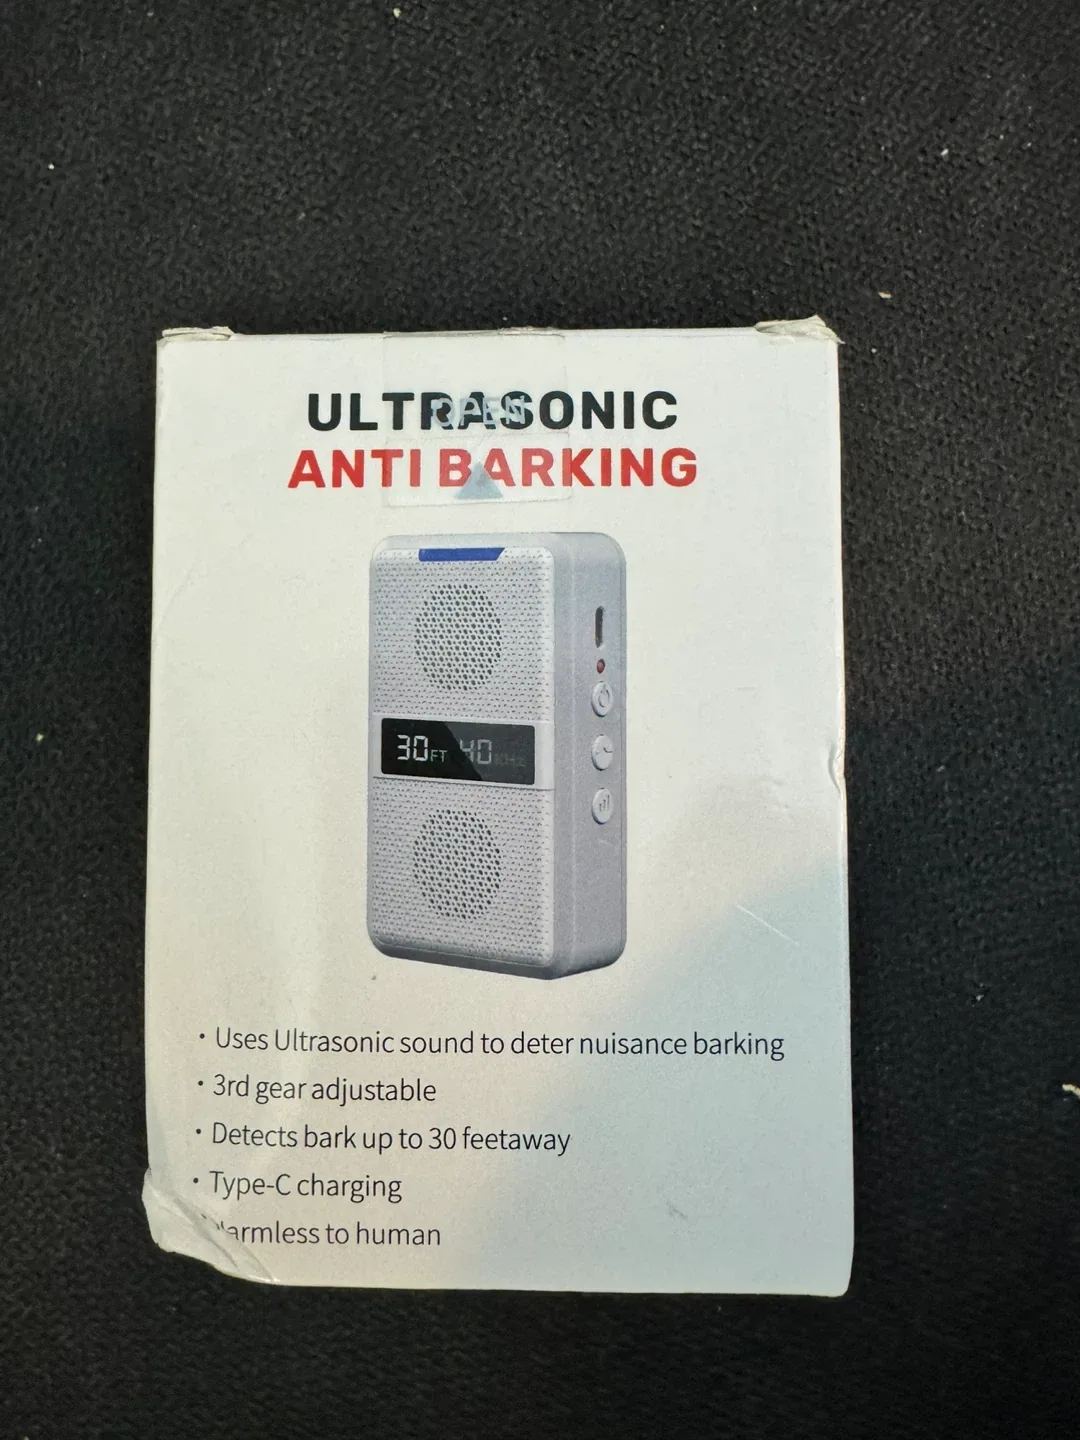 ULTRASONIC
OPEN
ANTI BARKING
30FT 40KHz
· Uses Ultrasonic sound to deter nuisance barking
· 3rd gear adjustable
· Detects bark up to 30 feetaway
· Type-C charging
to human